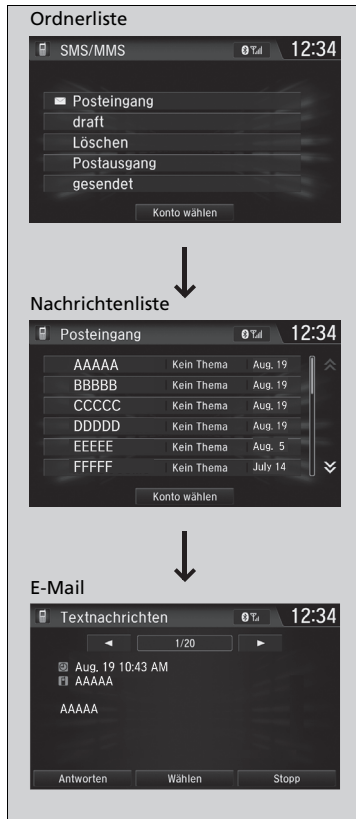 Ordnerliste
SMS/MMS 12:34
Posteingang
draft
Löschen
Postausgang
gesendet
Konto wählen
Nachrichtenliste
Posteingang 12:34
AAAAA Kein Thema Aug. 19
BBBBB Kein Thema Aug. 19
CCCCC Kein Thema Aug. 19
DDDDD Kein Thema Aug. 19
EEEEE Kein Thema Aug. 5
FFFFF Kein Thema July 14
Konto wählen
E-Mail
Textnachrichten 12:34
1/20
Aug. 19 10:43 AM
AAAAA
AAAAA
Antworten Wählen Stopp